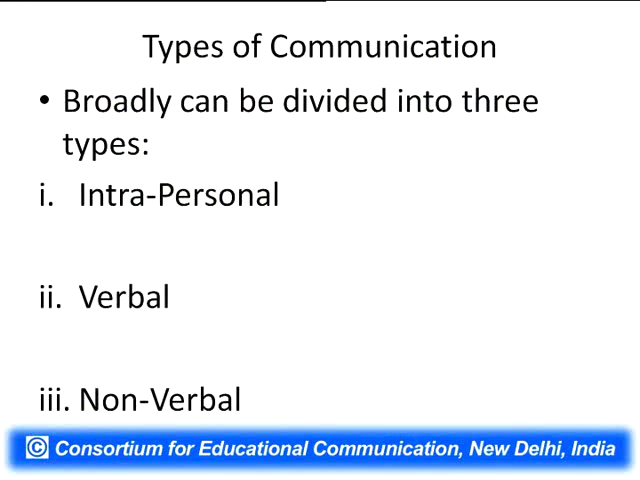 Types of Communication
• Broadly can be divided into three
types:
i. Intra-Personal
ii. Verbal
iii. Non-Verbal
© Consortium for Educational Communication, New Delhi, India